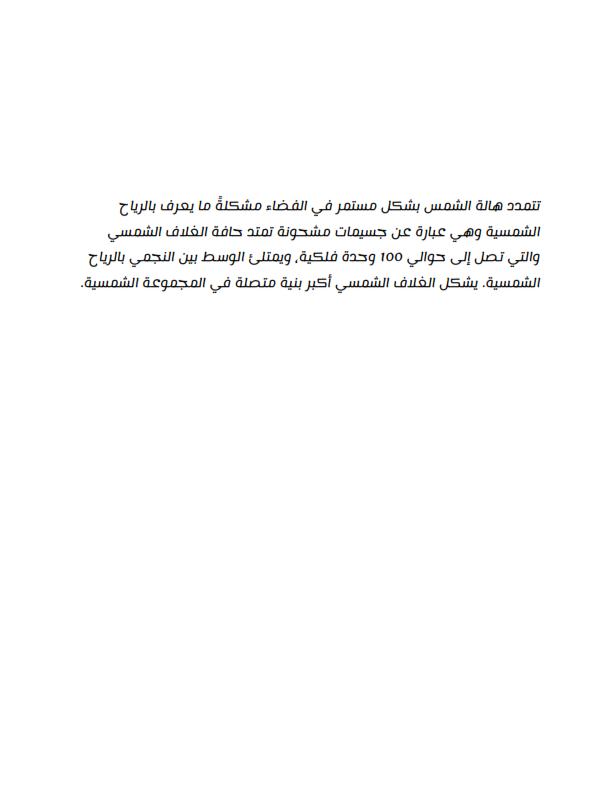 تتمدد هالة الشمس بشكل مستمر في الفضاء مشكلةً ما يعرف بالرياح
الشمسية وهي عبارة عن جسيمات مشحونة تمتد حافة الغلاف الشمسي
والتي تصل إلى حوالي 100 وحدة فلكية، ويمتلئ الوسط بين النجمي بالرياح
الشمسية. يشكل الغلاف الشمسي أكبر بنية متصلة في المجموعة الشمسية.